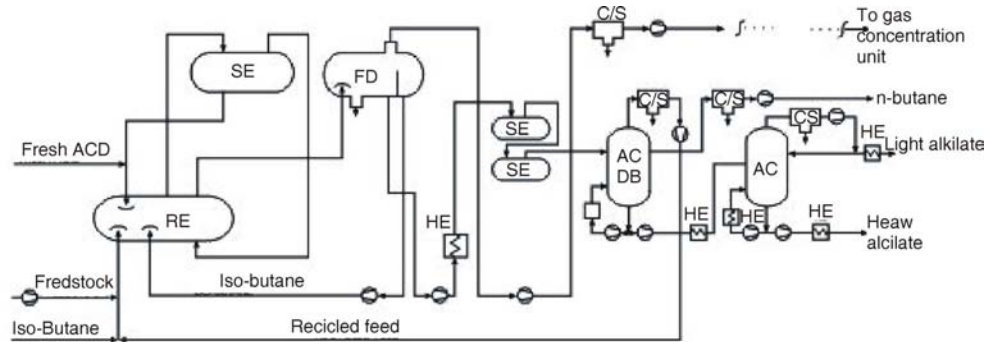 C/S
To gas
concentration
unit
SE
FD
C/S
C/S
n-butane
SE
CS
HE
Fresh ACD
SE
AC
DB
AC
Light alkilate
RE
HE
HE
HE
HE
Heaw
alcilate
Fredstock
Iso-butane
Iso-Butane
Recicled feed